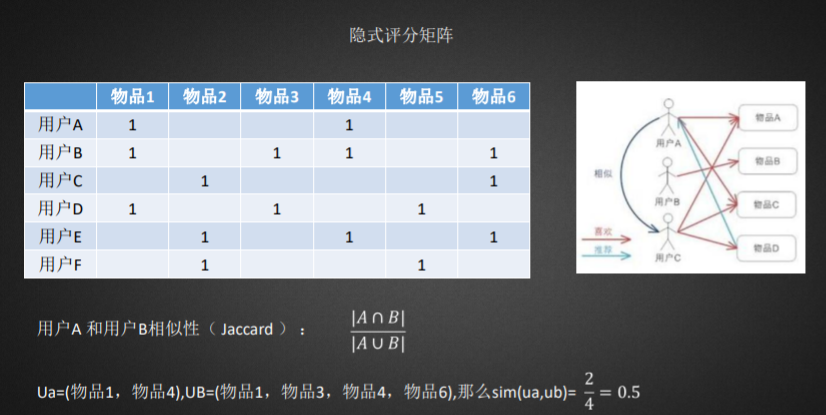 隐式评分矩阵
物品1 物品2 物品3 物品4 物品5 物品6
用户A 1 1
用户B 1 1 1 1
用户C 1 1
用户D 1 1 1
用户E 1 1 1
用户F 1 1
物品A
用户A
物品B
相似
用户B
物品C
喜欢
推荐
用户C
物品D
用户A 和用户B相似性（ Jaccard ）： |A ∩ B|
|A ∪ B|
Ua=(物品1，物品4),UB=(物品1，物品3，物品4，物品6),那么sim(ua,ub)= 2/4 = 0.5